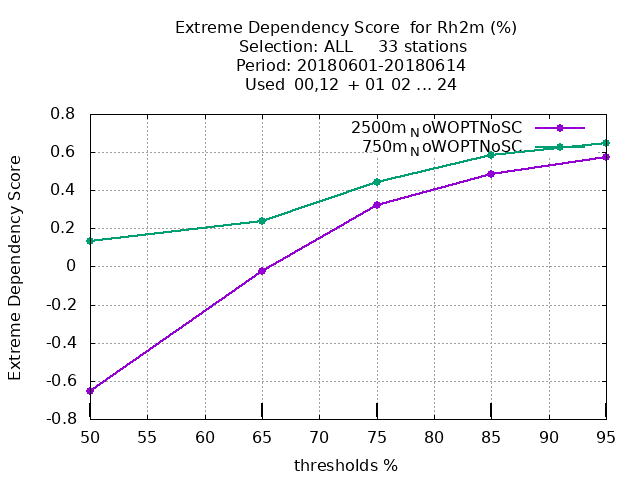 Extreme Dependency Score  for Rh2m (%)
Selection: ALL     33 stations
Period: 20180601-20180614
Used  00,12  + 01 02 ... 24
2500m_NoWOPTNoSC
750m_NoWOPTNoSC
Extreme Dependency Score
0.8
0.6
0.4
0.2
0
-0.2
-0.4
-0.6
-0.8
50 55 60 65 70 75 80 85 90 95
thresholds %